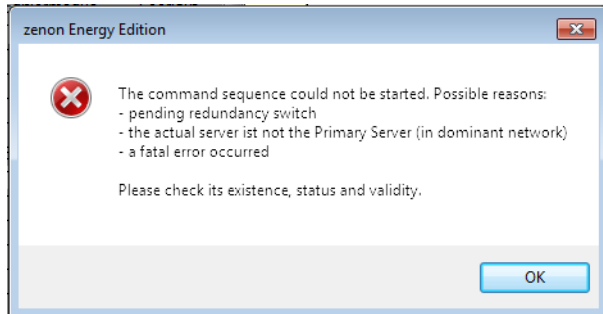 zenon Energy Edition
The command sequence could not be started. Possible reasons:
- pending redundancy switch
- the actual server ist not the Primary Server (in dominant network)
- a fatal error occurred
Please check its existence, status and validity.
OK